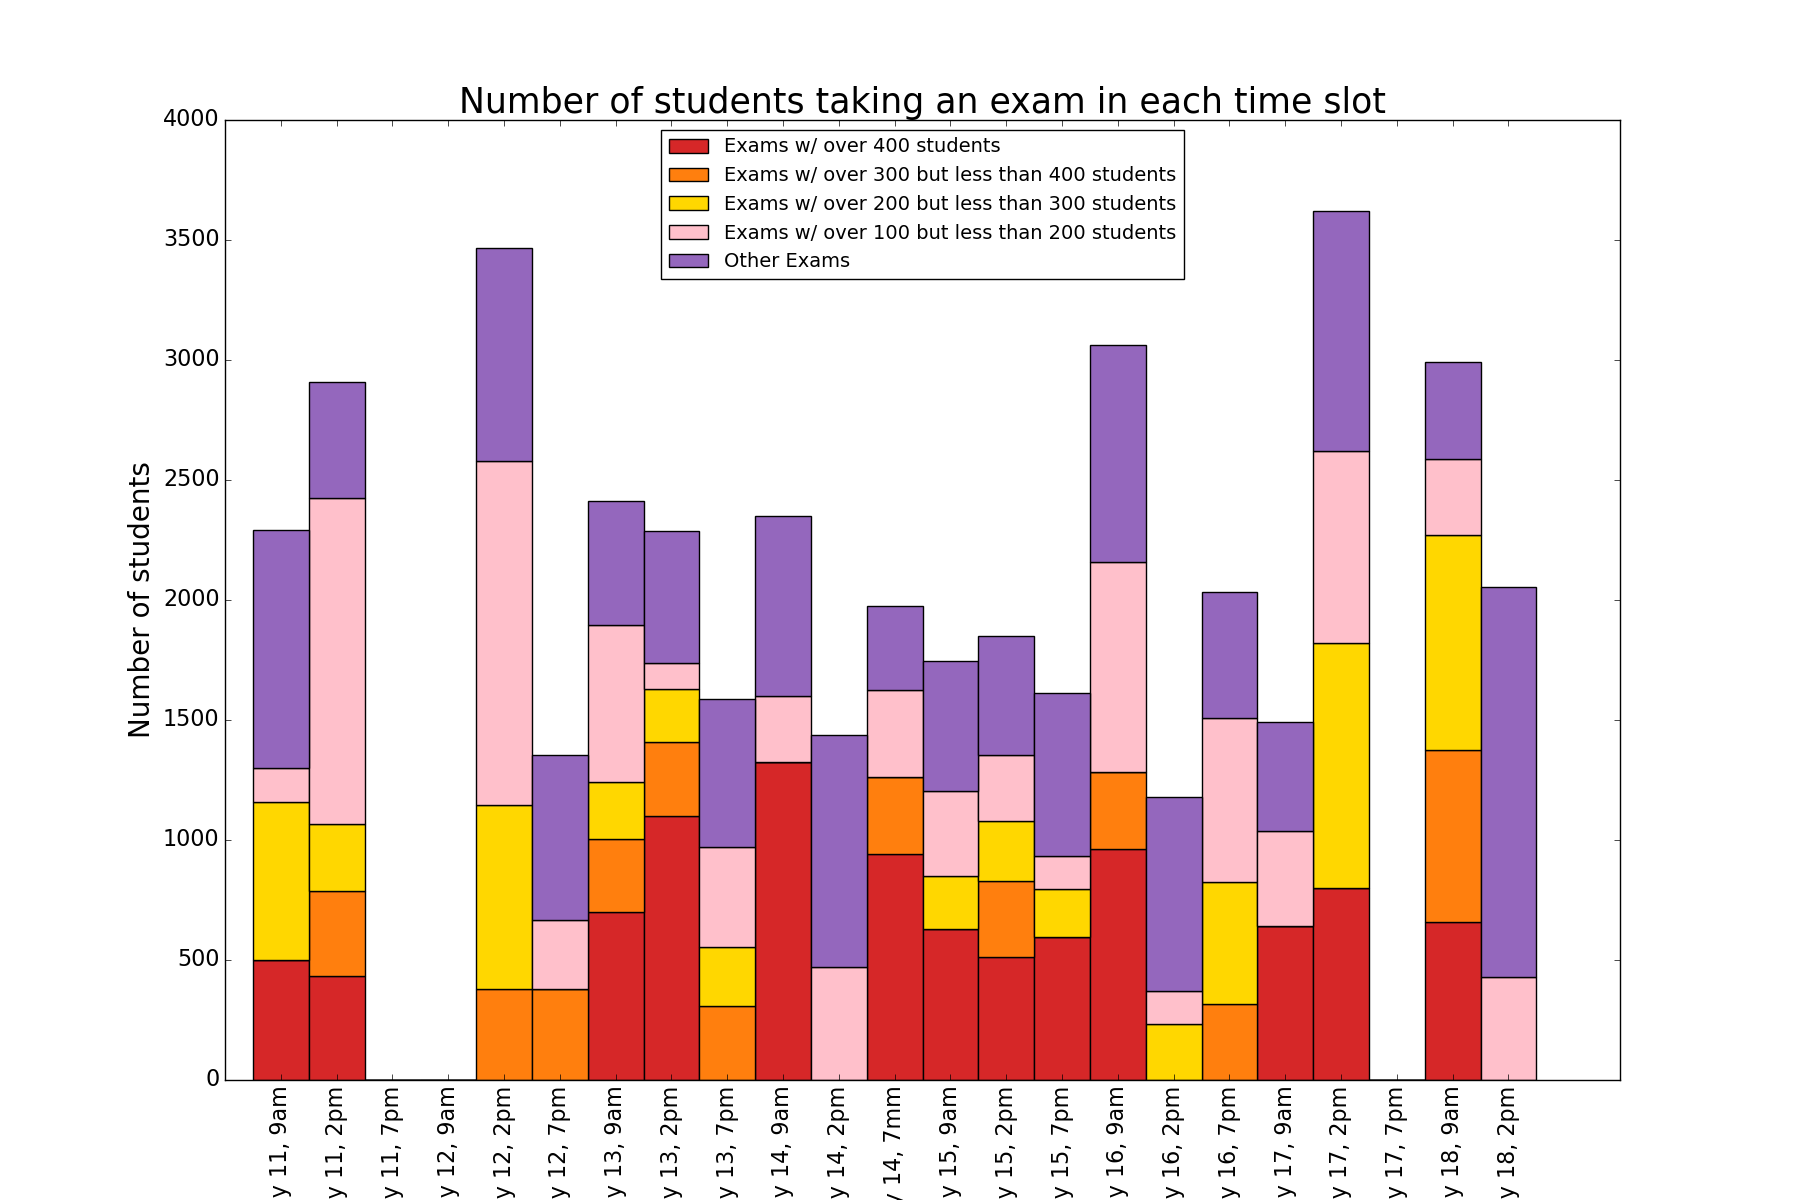 Number of students taking an exam in each time slot
4000
3500
3000
2500
2000
1500
1000
500
0
Number of students
Exams w/ over 400 students
Exams w/ over 300 but less than 400 students
Exams w/ over 200 but less than 300 students
Exams w/ over 100 but less than 200 students
Other Exams
y 11, 9am
y 11, 2pm
y 11, 7pm
y 12, 9am
y 12, 2pm
y 12, 7pm
y 13, 9am
y 13, 2pm
y 13, 7pm
y 14, 9am
y 14, 2pm
y 14, 7mm
y 15, 9am
y 15, 2pm
y 15, 7pm
y 16, 9am
y 16, 2pm
y 16, 7pm
y 17, 9am
y 17, 2pm
y 17, 7pm
y 18, 9am
y 18, 2pm